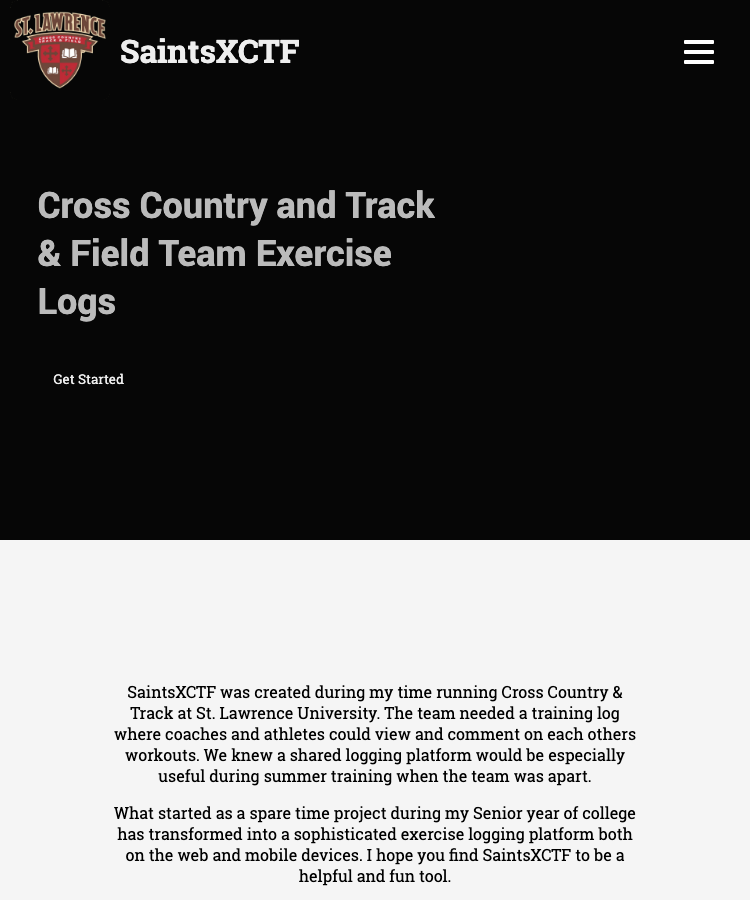 ST. LAWRENCE
SaintsXCTF
Cross Country and Track
& Field Team Exercise
Logs
Get Started
SaintsXCTF was created during my time running Cross Country &
Track at St. Lawrence University. The team needed a training log
where coaches and athletes could view and comment on each others
workouts. We knew a shared logging platform would be especially
useful during summer training when the team was apart.
What started as a spare time project during my Senior year of college
has transformed into a sophisticated exercise logging platform both
on the web and mobile devices. I hope you find SaintsXCTF to be a
helpful and fun tool.